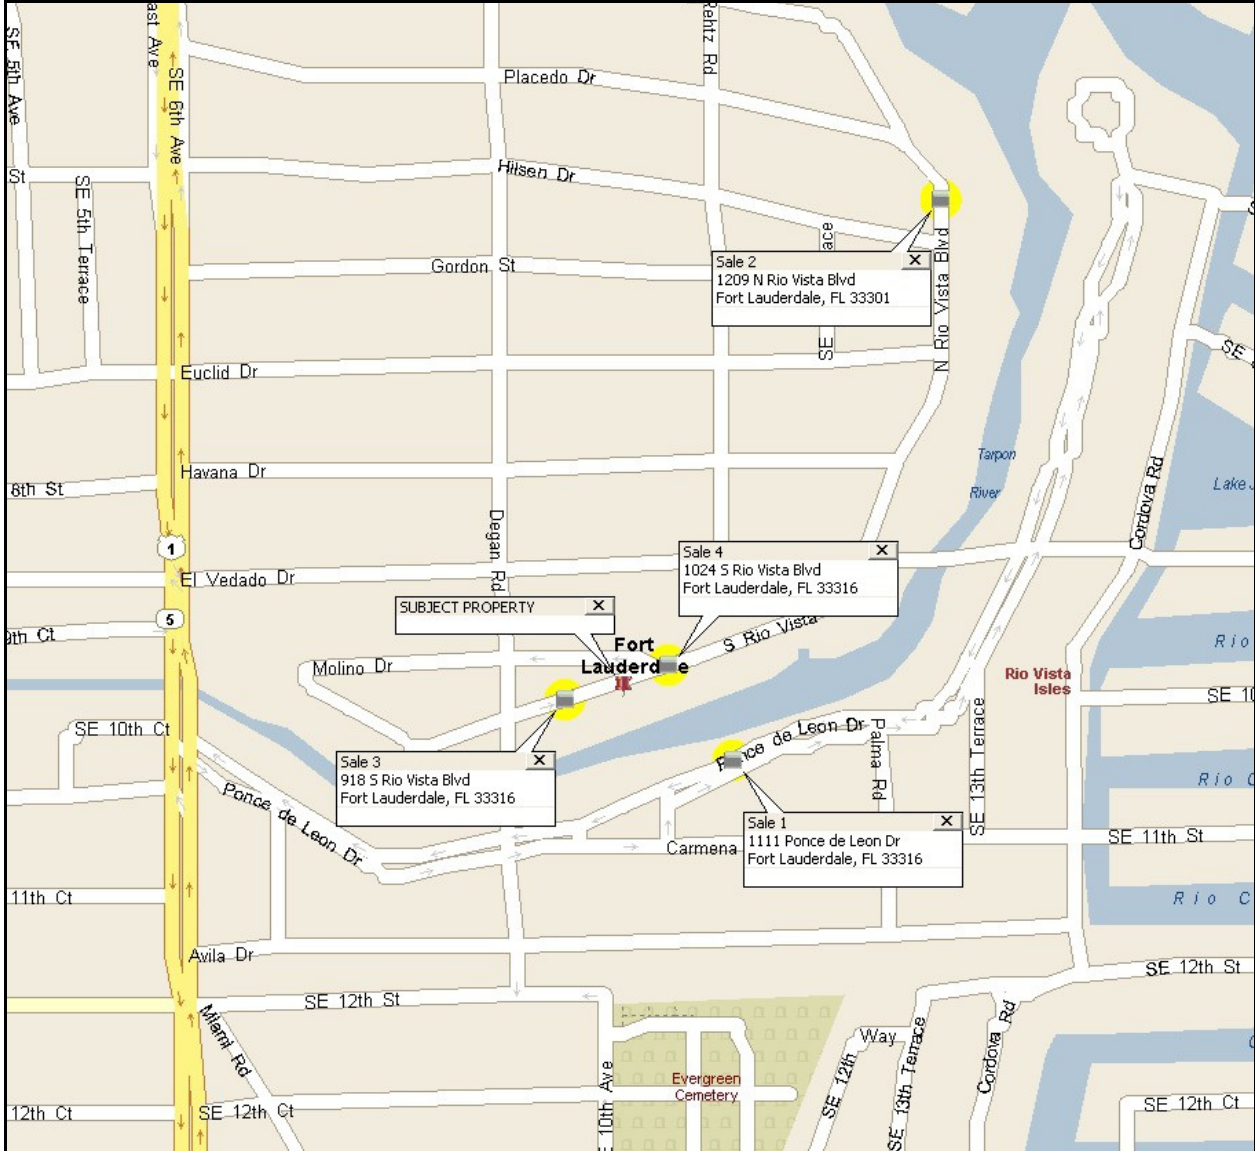 ast Ave
SE 5th Ave
SE 6th Ave
Rehtz Rd
Placedo Dr
Hilsen Dr
St
SE 5th Terrace
Gordon St
ace
SE
N Rio Vista Blvd
Sale 2
1209 N Rio Vista Blvd
Fort Lauderdale, FL 33301
SE
Euclid Dr
Havana Dr
8th St
Tarpon
River
Cordova Rd
Lake
Degan Rd
1
El Vedado Dr
Sale 4
1024 S Rio Vista Blvd
Fort Lauderdale, FL 33316
SUBJECT PROPERTY
5
9th Ct
Fort
Lauderdale
S Rio Vista
Molino Dr
Rio
Rio Vista
Isles
SE 10
SE 10th Ct
Ponce de Leon Dr
Palma Rd
SE 13th Terrace
Sale 3
918 S Rio Vista Blvd
Fort Lauderdale, FL 33316
Rio
Ponce de Leon Dr
Sale 1
1111 Ponce de Leon Dr
Fort Lauderdale, FL 33316
Carmena
SE 11th St
11th Ct
Rio C
Avila Dr
SE 12th St
SE 12th St
Miami Rd
Way
SE 12th
SE 13th Terrace
Cordova Rd
Evergreen
Cemetery
E 10th Ave
12th Ct
SE 12th Ct
SE 12th Ct